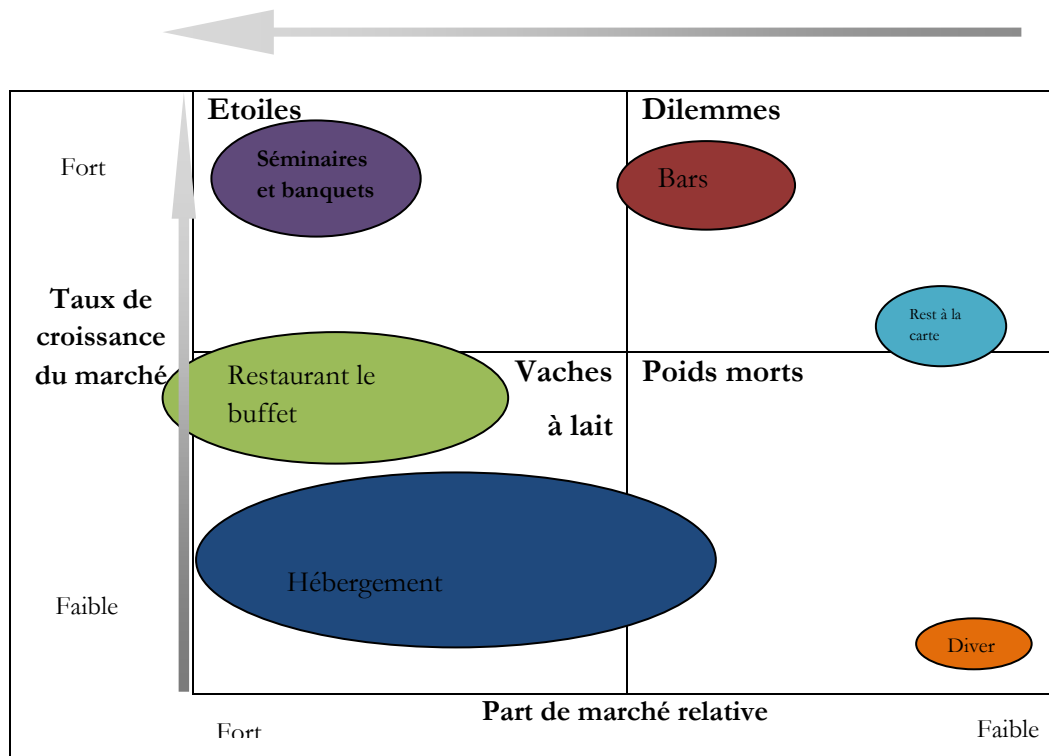 Etoiles
Dilemmes
Fort
Séminaires
et banquets
Bars
Taux de
croissance
du marché
Rest à la
carte
Restaurant le
buffet
Vaches
à lait
Poids morts
Hébergement
Faible
Diver
Part de marché relative
Fort
Faible